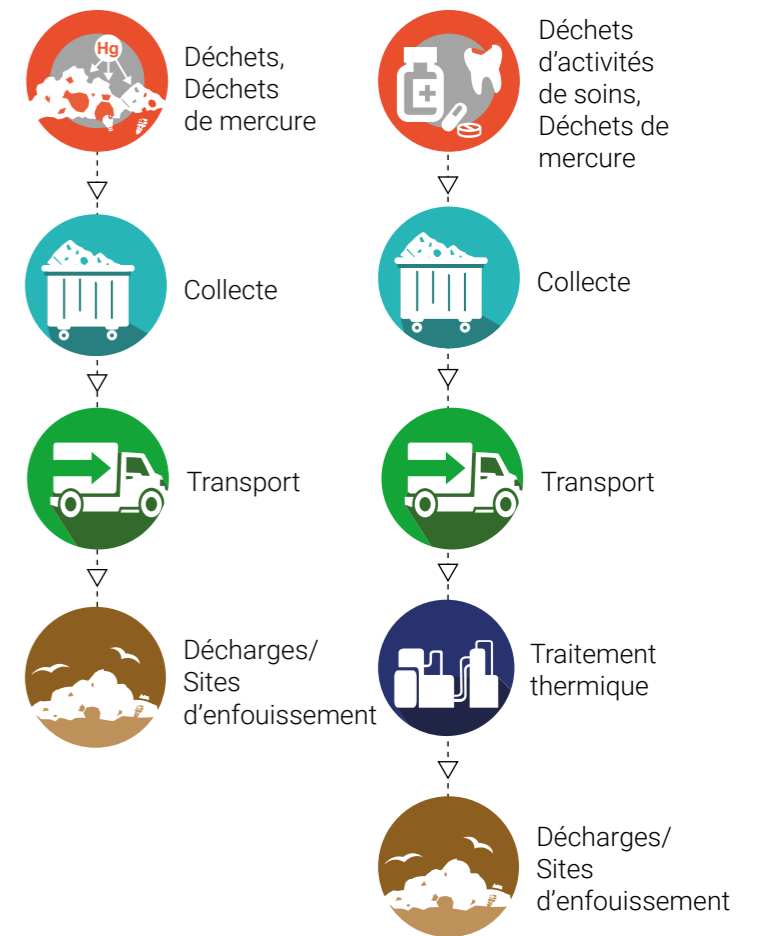 Hg
Déchets,
Déchets
de mercure
Collecte
Transport
Décharges/
Sites
d'enfouissement
Déchets
d'activités
de soins,
Déchets de
mercure
Collecte
Transport
Traitement
thermique
Décharges/
Sites
d'enfouissement